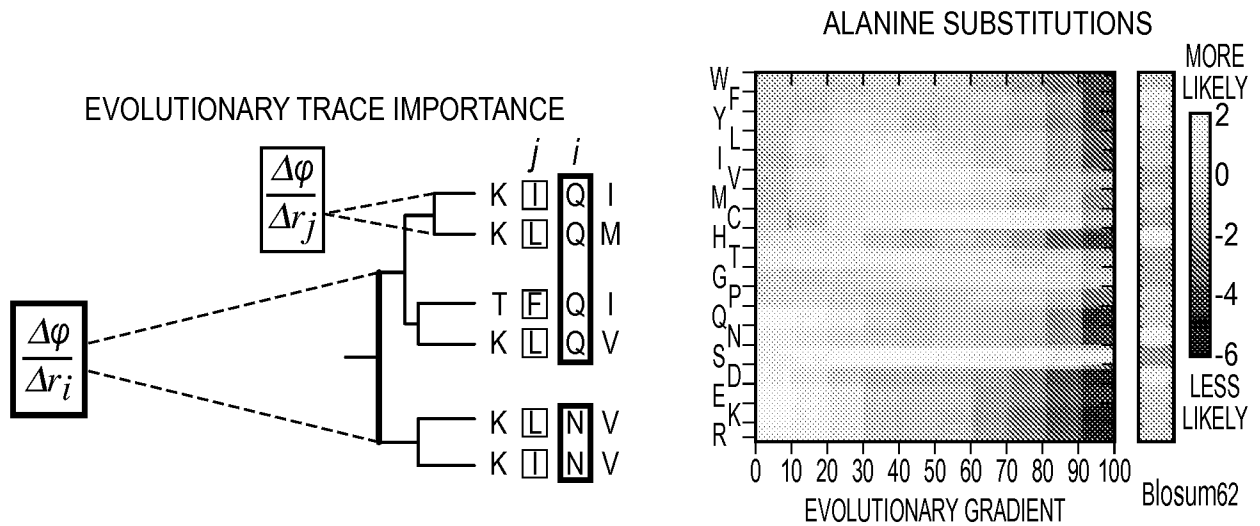 EVOLUTIONARY TRACE IMPORTANCE
j i
Δφ
Δrj
K I Q I
K L Q M
T F Q I
K L Q V
Δφ
Δri
K L N V
K I N V
ALANINE SUBSTITUTIONS
W
F
Y
L
I
V
M
C
H
T
G
P
Q
N
S
D
E
K
R
0 10 20 30 40 50 60 70 80 90 100
EVOLUTIONARY GRADIENT
MORE
LIKELY
2
0
-2
-4
-6
LESS
LIKELY
Blosum62